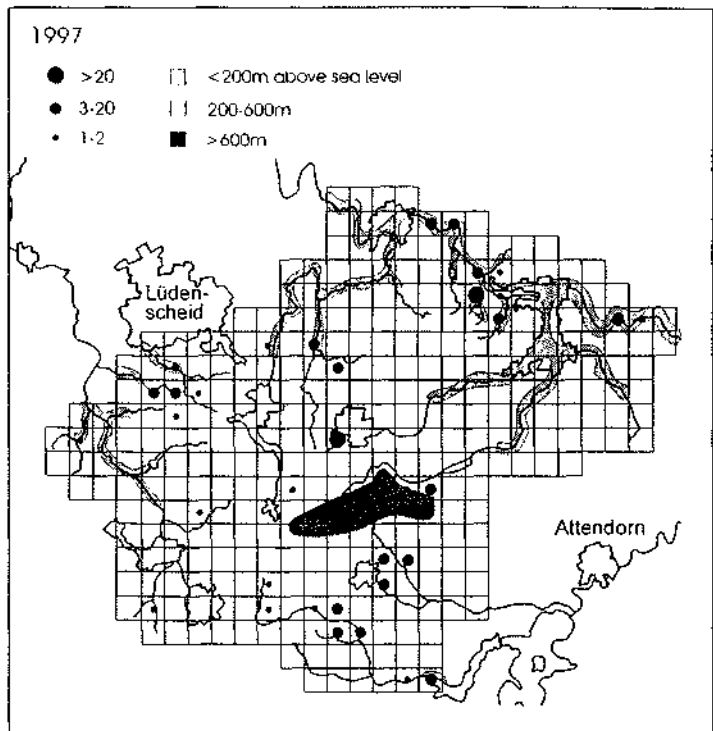 1997
>20
<200m above sea level
3-20
200-600m
1-2
>600m
Lüden-
scheid
Attendorn